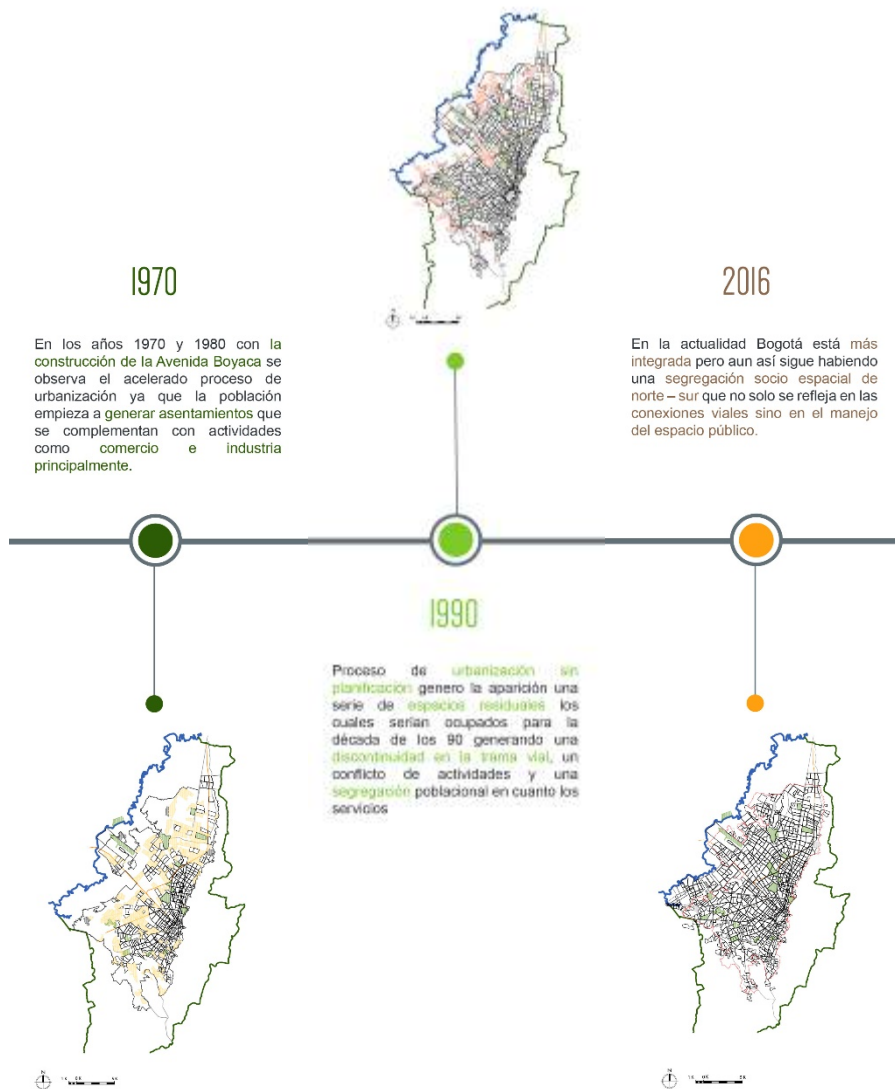 1970
En los años 1970 y 1980 con la
construcción de la Avenida Boyaca se
observa el acelerado proceso de
urbanización ya que la población
empieza a generar asentamientos que
se complementan con actividades
como comercio e industria
principalmente.
2016
En la actualidad Bogotá está más
integrada pero aun así sigue habiendo
una segregación socio espacial de
norte – sur que no solo se refleja en las
conexiones viales sino en el manejo
del espacio público.
1990
Proceso de urbanización sin
planificación genero la aparición una
serie de espacios residuales los
cuales serían ocupados para la
década de los 90 generando una
discontinuidad en la trama vial, un
conflicto de actividades y una
segregación poblacional en cuanto los
servicios